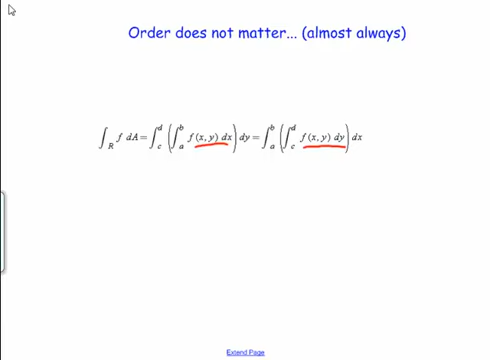 Order does not matter... (almost always)
∫_R f dA = ∫_c^d (∫_a^b f(x, y) dx) dy = ∫_a^b (∫_c^d f(x, y) dy) dx
Extend Page